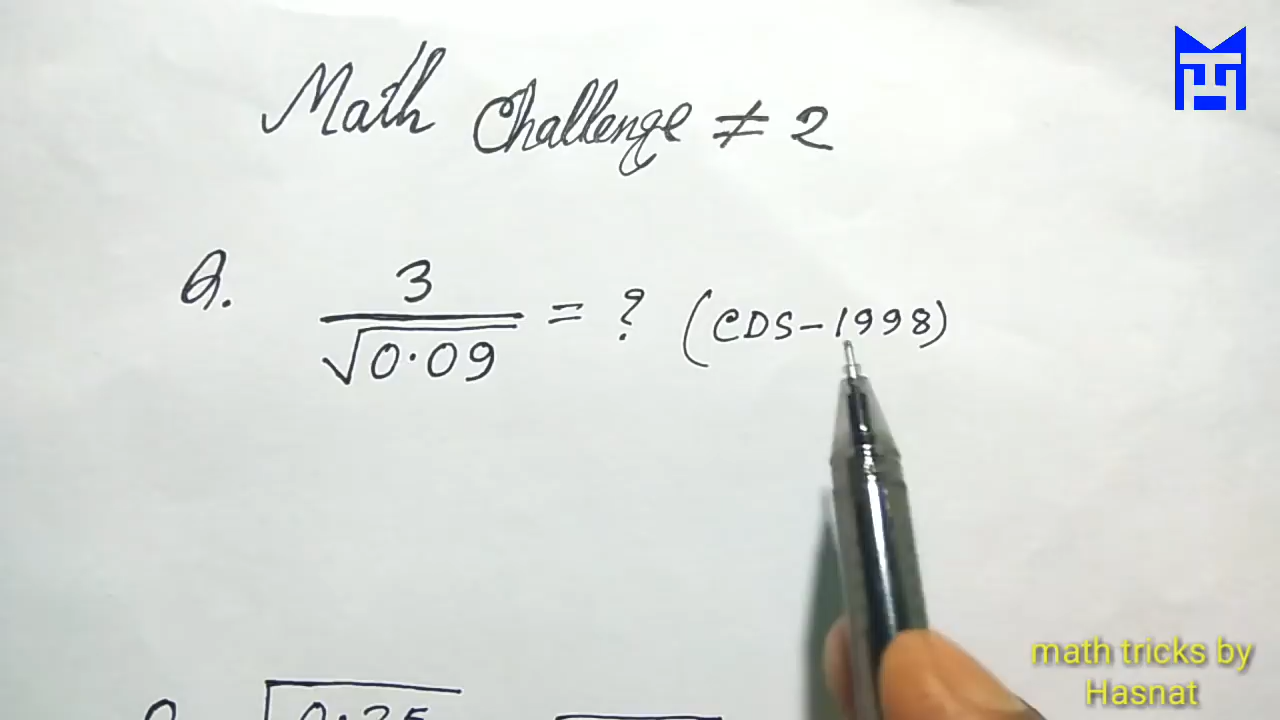 Math Challenge ≠ 2
Q. 3/√0.09 = ? (CDS-1998)
math tricks by
Hasnat